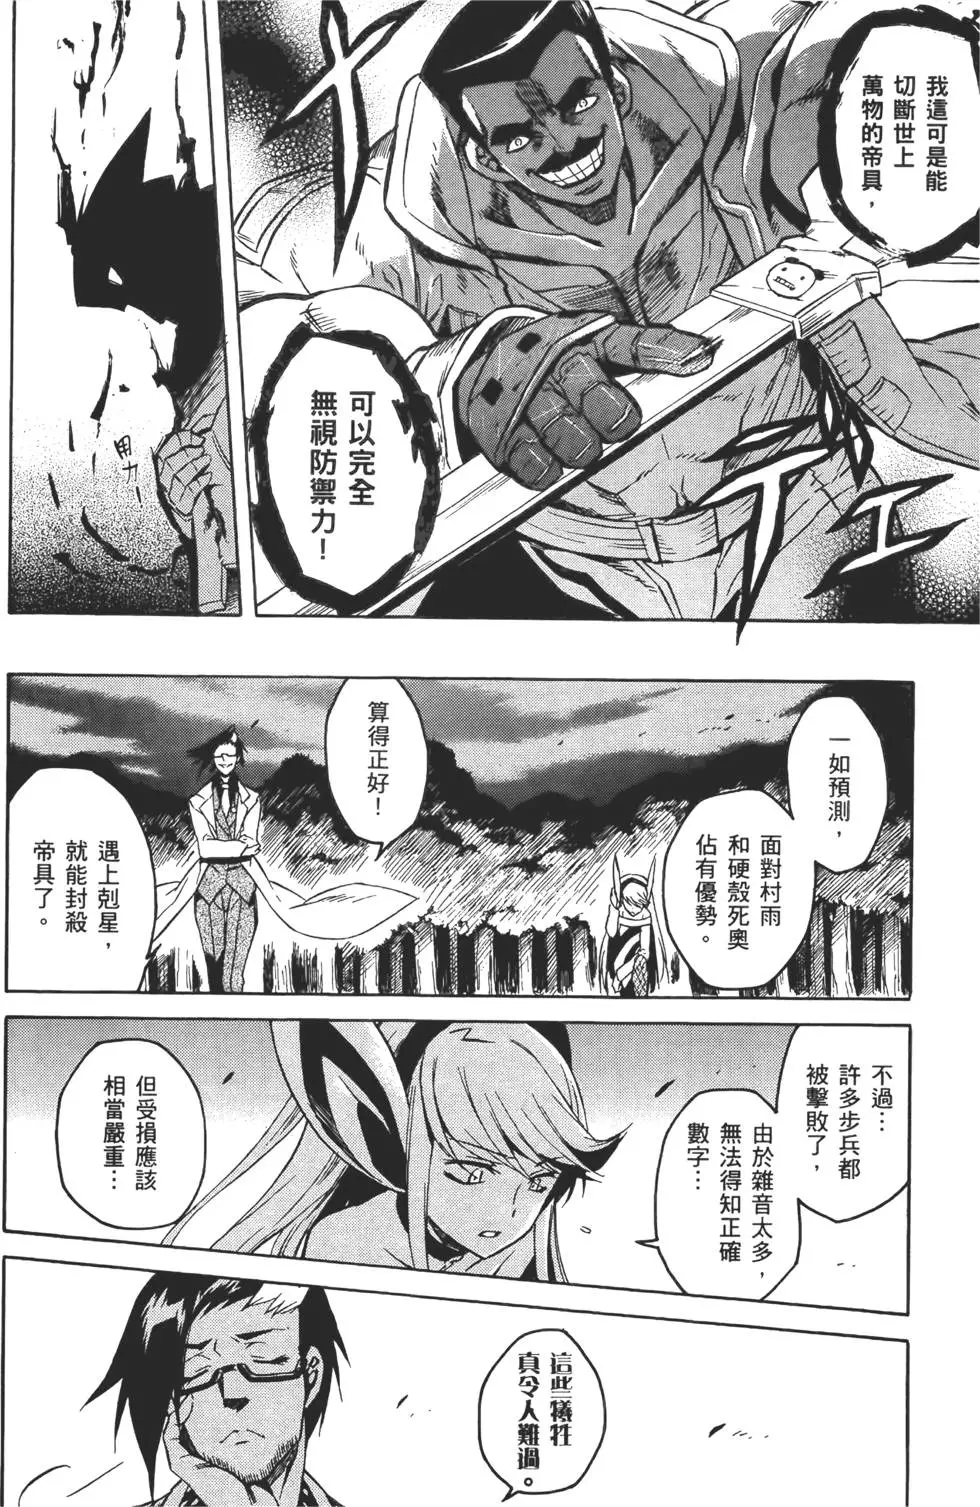 我這可是能
切斷世上
萬物的帝具，
可以完全
無視防禦力！
用力
一如預測，
面對村雨
和硬殼死奧
佔有優勢。
算得正好！
遇上剋星，
就能封殺
帝具了。
不過…
許多步兵都
被擊敗了，
由於雜音太多，
無法得知正確
數字…
但受損應該
相當嚴重…
這些犧牲
真令人難過。